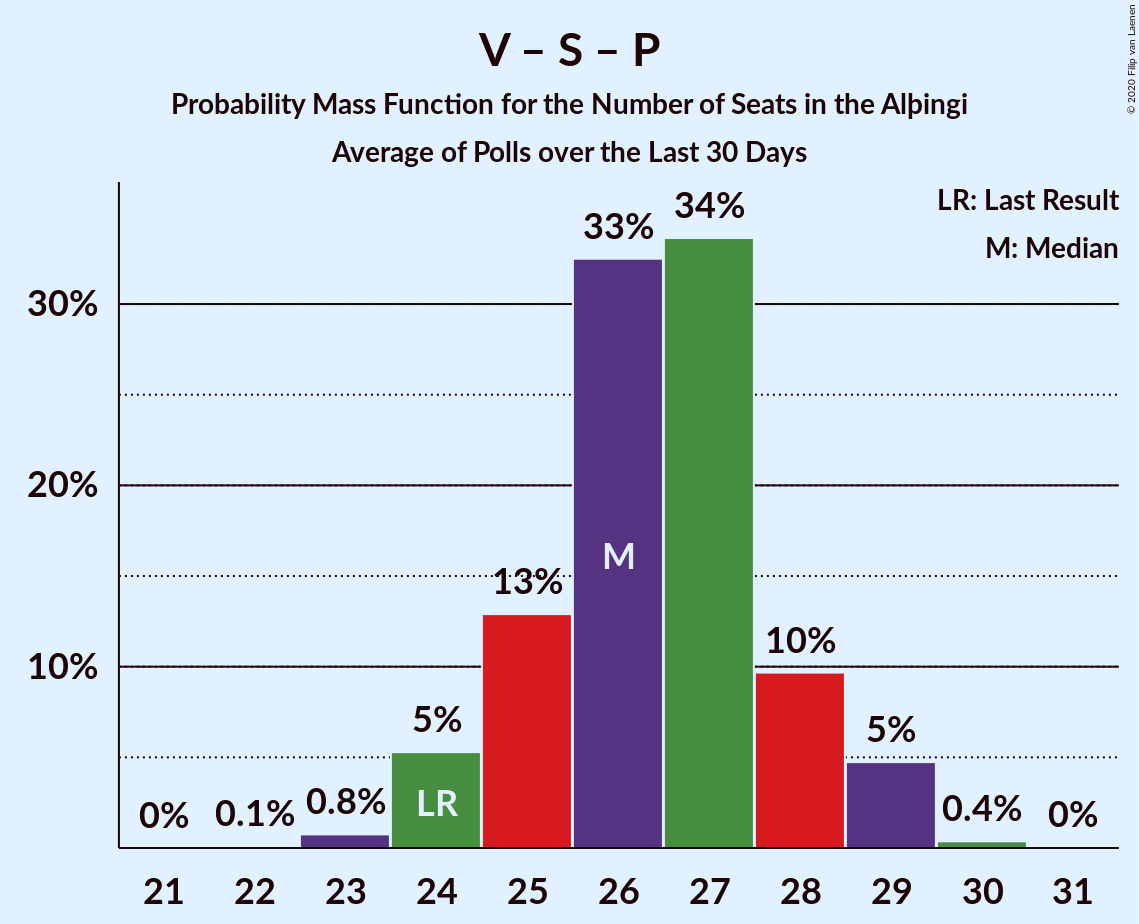 V – S – P
Probability Mass Function for the Number of Seats in the Alþingi
Average of Polls over the Last 30 Days
© 2020 Filip van Laenen
LR: Last Result
M: Median
30%
20%
10%
0%
0.1%
0.8%
5%
13%
33%
34%
10%
5%
0.4%
0%
LR
M
21 22 23 24 25 26 27 28 29 30 31